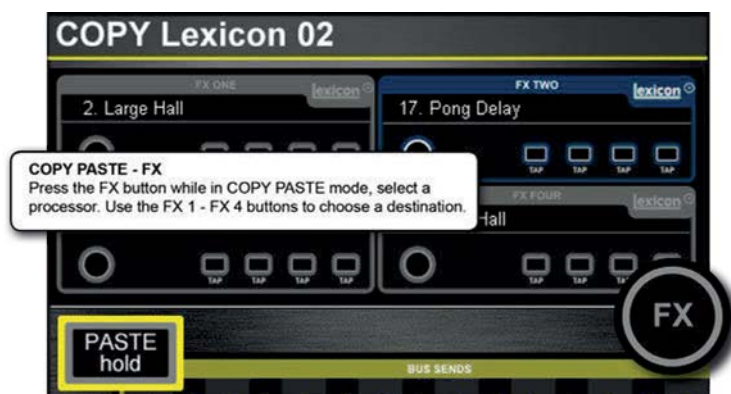 COPY Lexicon 02
FX ONE
lexicon
2. Large Hall
FX TWO
lexicon
17. Pong Delay
TAP TAP TAP TAP
COPY PASTE - FX
Press the FX button while in COPY PASTE mode, select a
processor. Use the FX 1 - FX 4 buttons to choose a destination.
TAP TAP TAP TAP
FX FOUR
lexicon
Hall
TAP TAP TAP
FX
PASTE
hold
BUS SENDS